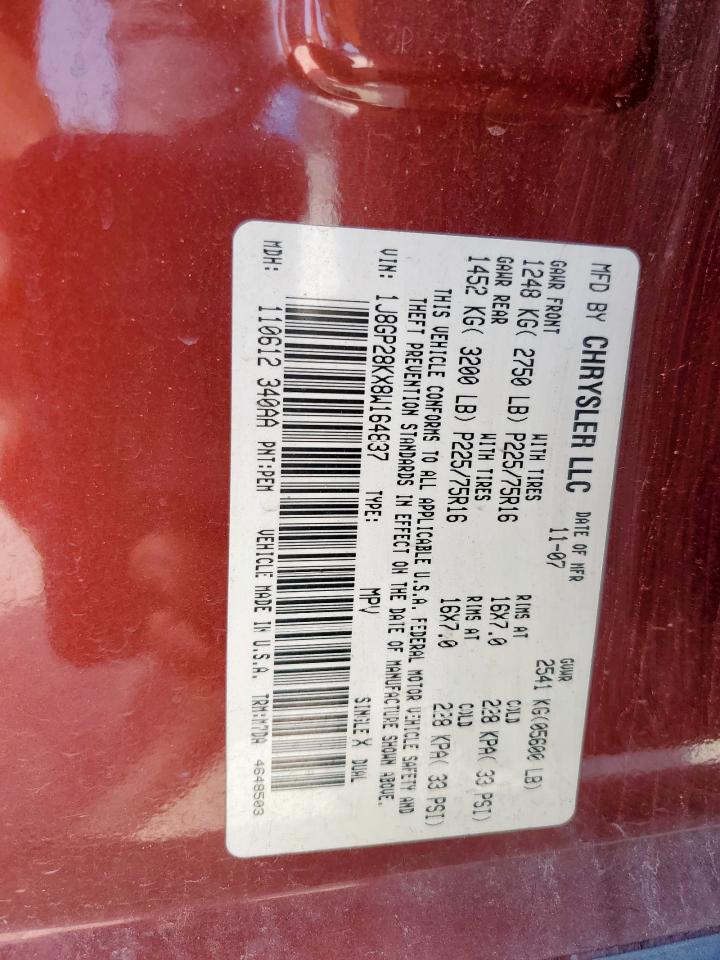 MFD BY CHRYSLER LLC DATE OF MFR GVWR
11-07 2541 KG(05600 LB)
GAWR FRONT WITH TIRES RIMS AT COLD
1248 KG( 2750 LB) P225/75R16 16X7.0 228 KPA( 33 PSI)
GAWR REAR WITH TIRES RIMS AT COLD
1452 KG( 3200 LB) P225/75R16 16X7.0 228 KPA( 33 PSI)
THIS VEHICLE CONFORMS TO ALL APPLICABLE U.S.A. FEDERAL MOTOR VEHICLE SAFETY AND
THEFT PREVENTION STANDARDS IN EFFECT ON THE DATE OF MANUFACTURE SHOWN ABOVE.
VIN: 1J8GP28KX8W164837 TYPE: MPV SINGLE X DUAL
MDH: 110612 340AA PNT:PEM VEHICLE MADE IN U.S.A. TRM:M7DA 4648503